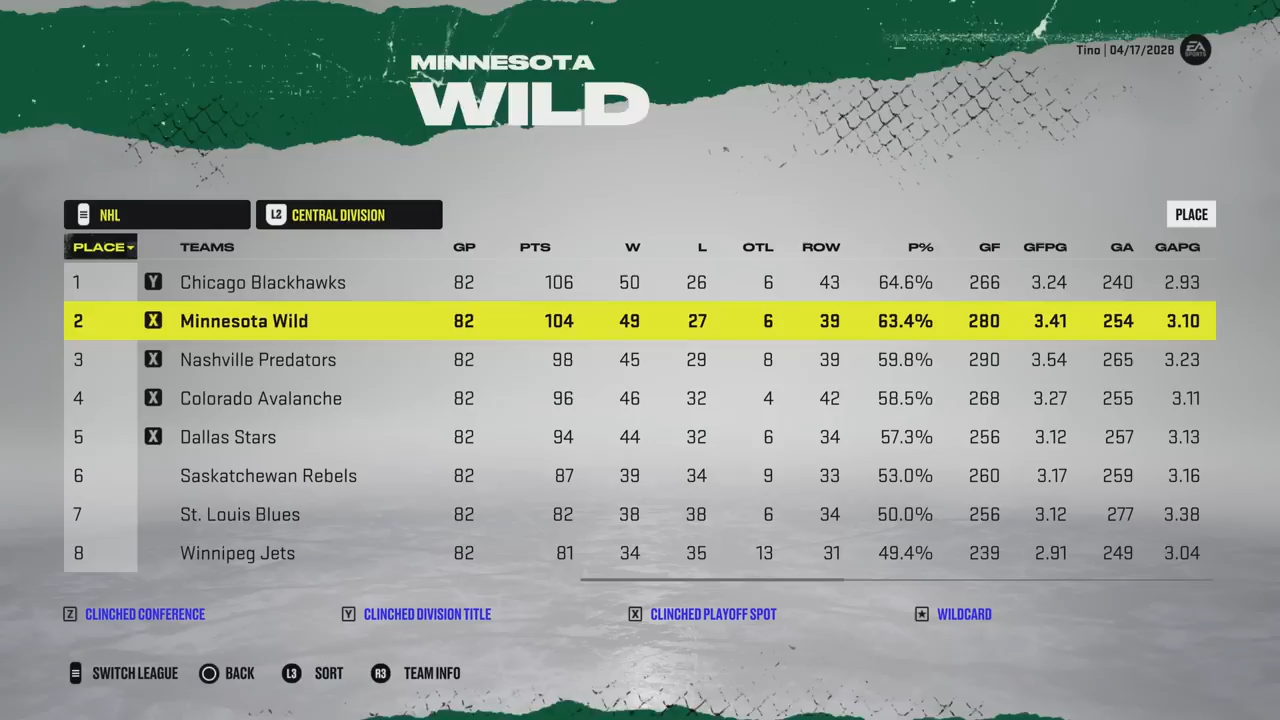 MINNESOTA
WILD
Tina | 04/17/2028 EA SPORTS
NHL L2 CENTRAL DIVISION PLACE
PLACE TEAMS GP PTS W L OTL ROW P% GF GFPG GA GAPG
1 Y Chicago Blackhawks 82 106 50 26 6 43 64.6% 266 3.24 240 2.93
2 X Minnesota Wild 82 104 49 27 6 39 63.4% 280 3.41 254 3.10
3 X Nashville Predators 82 98 45 29 8 39 59.8% 290 3.54 265 3.23
4 X Colorado Avalanche 82 96 46 32 4 42 58.5% 268 3.27 255 3.11
5 X Dallas Stars 82 94 44 32 6 34 57.3% 256 3.12 257 3.13
6 Saskatchewan Rebels 82 87 39 34 9 33 53.0% 260 3.17 259 3.16
7 St. Louis Blues 82 82 38 38 6 34 50.0% 256 3.12 277 3.38
8 Winnipeg Jets 82 81 34 35 13 31 49.4% 239 2.91 249 3.04
Z CLINCHED CONFERENCE Y CLINCHED DIVISION TITLE X CLINCHED PLAYOFF SPOT ★ WILDCARD
SWITCH LEAGUE BACK L3 SORT R3 TEAM INFO